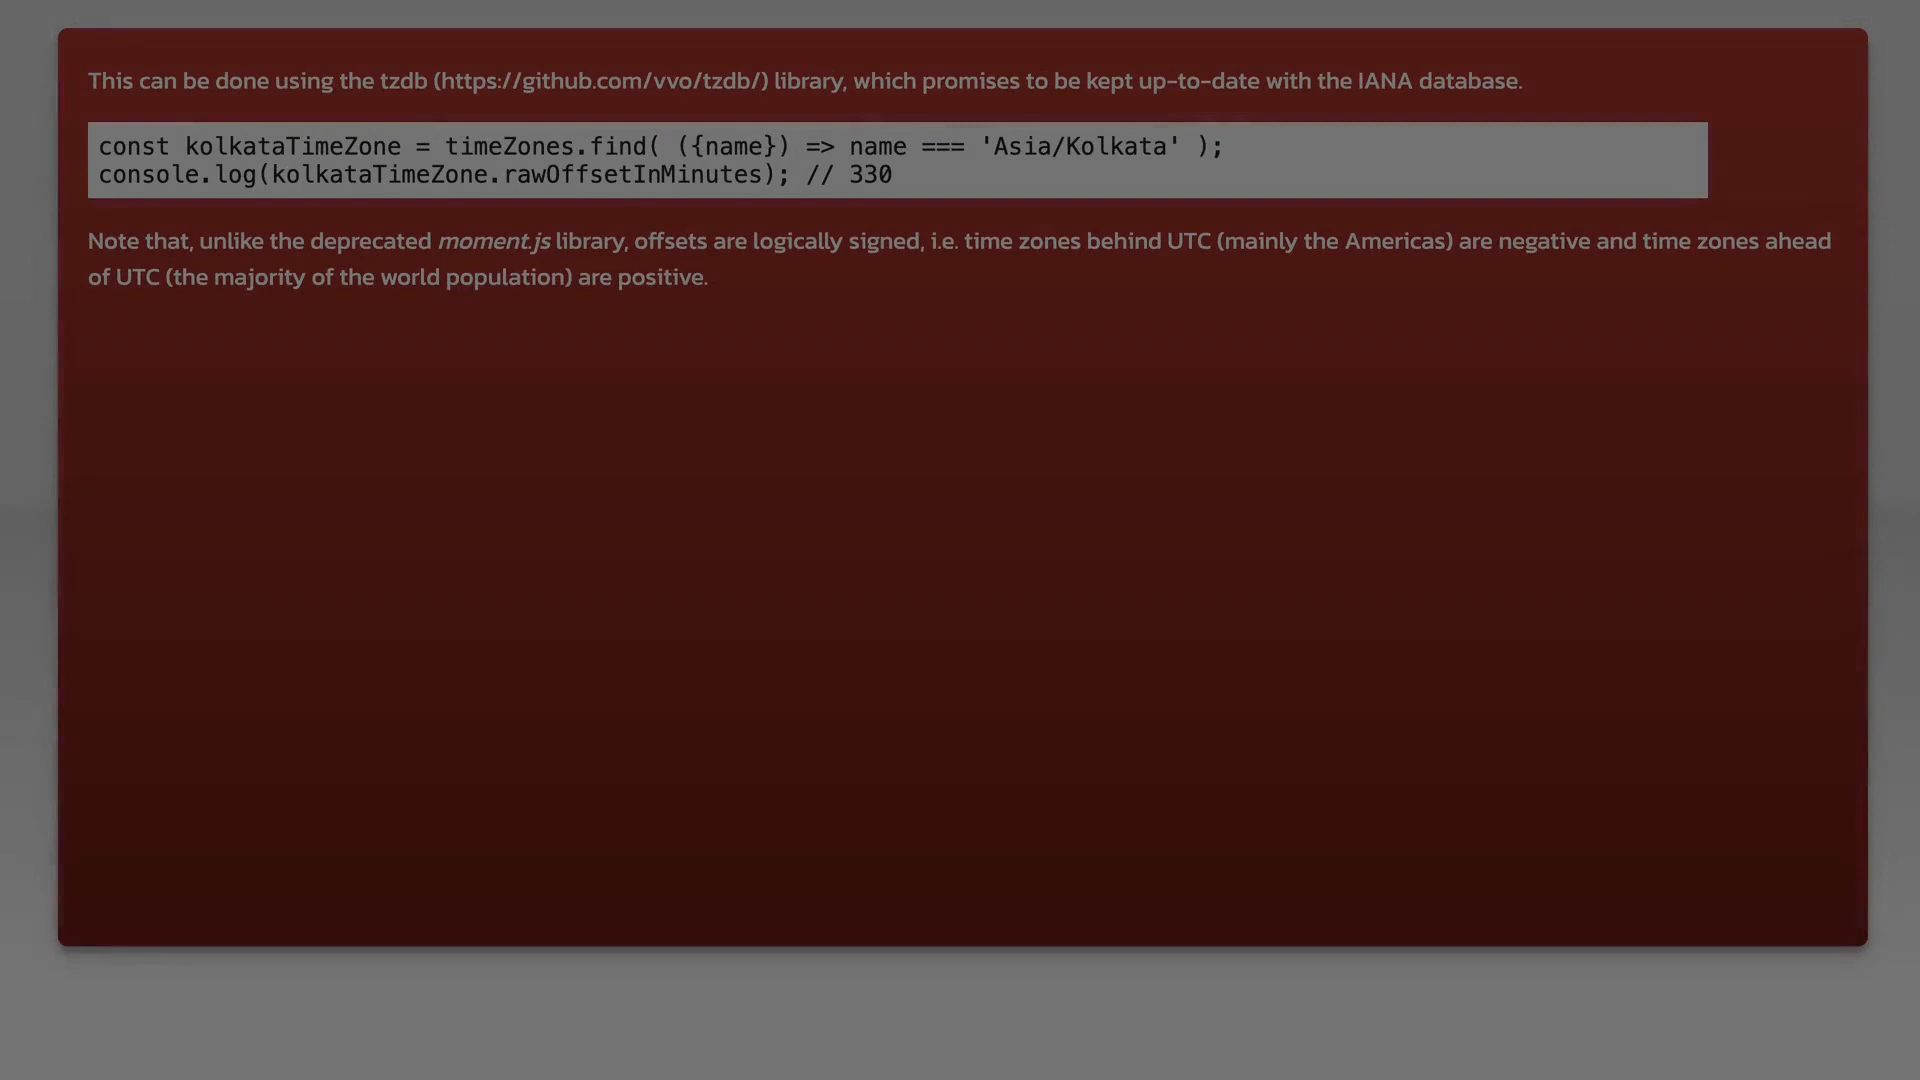 This can be done using the tzdb (https://github.com/vvo/tzdb/) library, which promises to be kept up-to-date with the IANA database.
const kolkataTimeZone = timeZones.find( ({name}) => name === 'Asia/Kolkata' );
console.log(kolkataTimeZone.rawOffsetInMinutes); // 330
Note that, unlike the deprecated moment.js library, offsets are logically signed, i.e. time zones behind UTC (mainly the Americas) are negative and time zones ahead
of UTC (the majority of the world population) are positive.